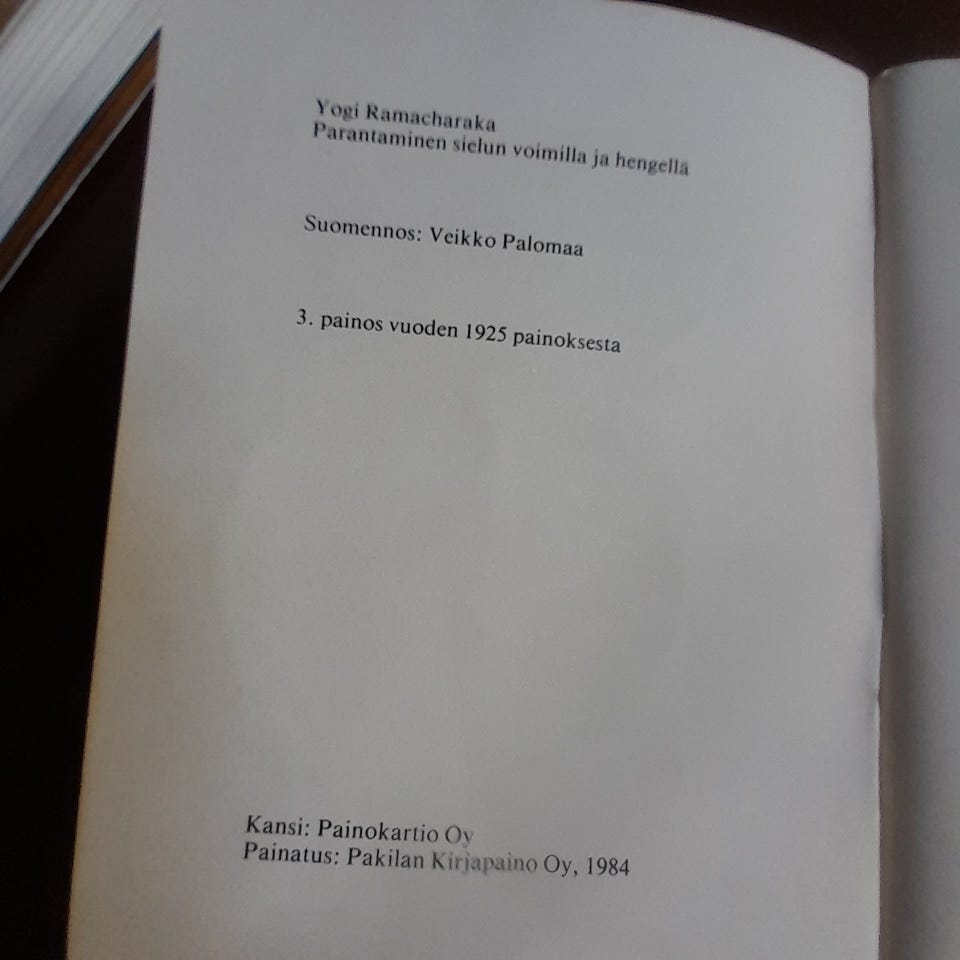 Yogi Ramacharaka
Parantaminen sielun voimilla ja hengellä
Suomennos: Veikko Palomaa
3. painos vuoden 1925 painoksesta
Kansi: Painokartio Oy
Painatus: Pakilan Kirjapaino Oy, 1984